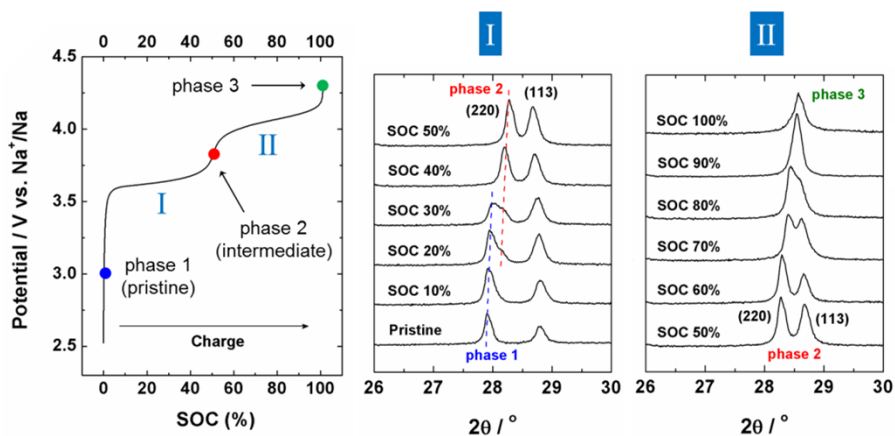 I
II
0 20 40 60 80 100
4.5
4.0
3.5
3.0
2.5
Potential / V vs. Na⁺/Na
phase 3
II
I
phase 2
(intermediate)
phase 1
(pristine)
Charge
0 20 40 60 80 100
SOC (%)
phase 2
(220)
(113)
SOC 50%
SOC 40%
SOC 30%
SOC 20%
SOC 10%
Pristine
phase 1
26 27 28 29 30
2θ / °
phase 3
SOC 100%
SOC 90%
SOC 80%
SOC 70%
SOC 60%
SOC 50%
(220)
(113)
phase 2
26 27 28 29 30
2θ / °